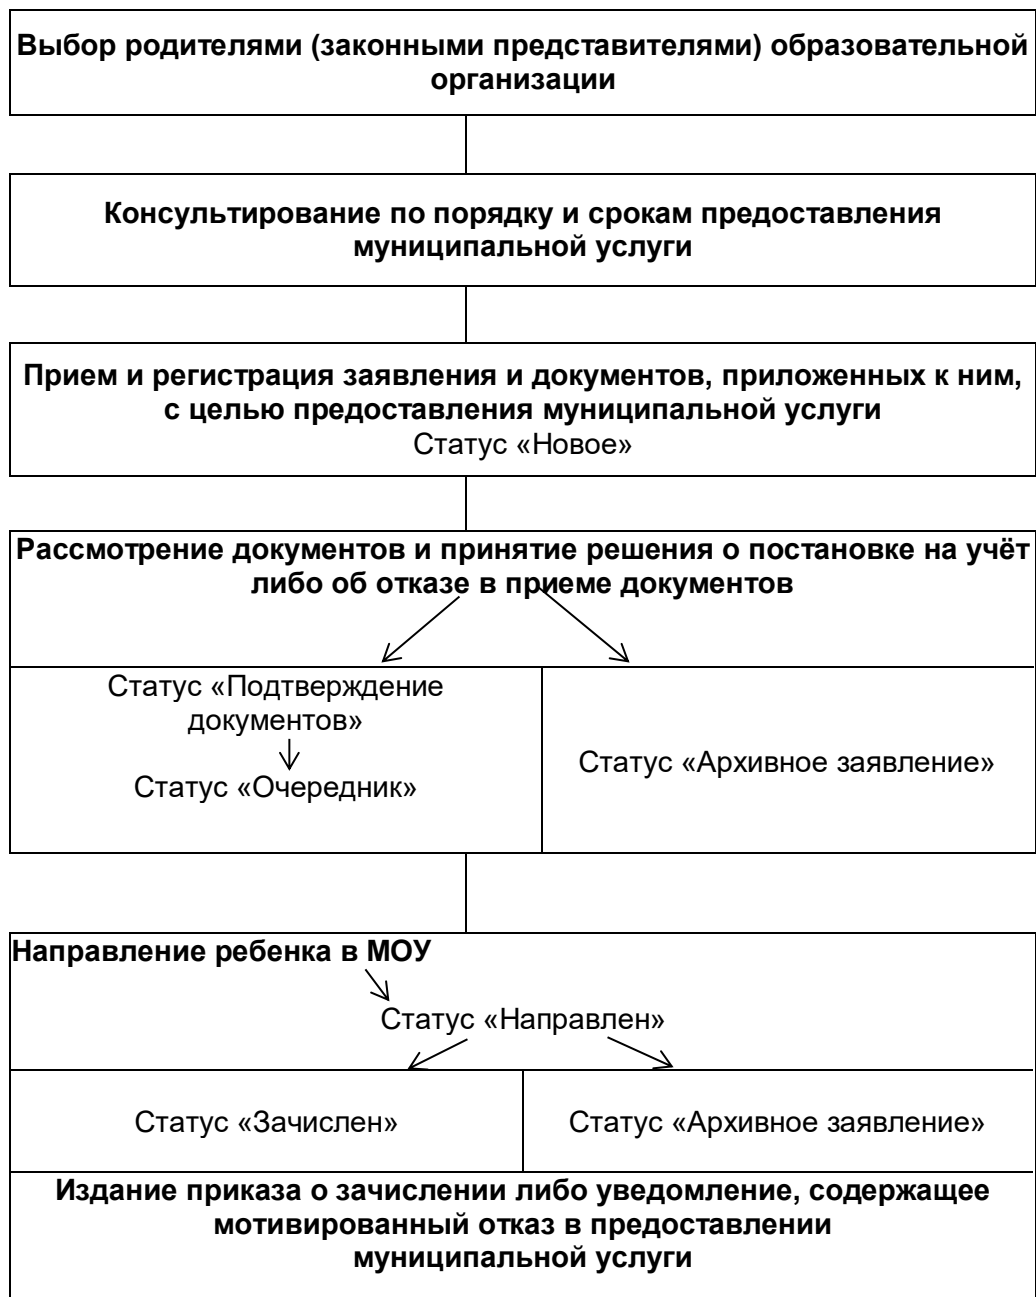 Выбор родителями (законными представителями) образовательной
организации
Консультирование по порядку и срокам предоставления
муниципальной услуги
Прием и регистрация заявления и документов, приложенных к ним,
с целью предоставления муниципальной услуги
Статус «Новое»
Рассмотрение документов и принятие решения о постановке на учёт
либо об отказе в приеме документов
Статус «Подтверждение
документов»
Статус «Очередник»
Статус «Архивное заявление»
Направление ребенка в МОУ
Статус «Направлен»
Статус «Зачислен»
Статус «Архивное заявление»
Издание приказа о зачислении либо уведомление, содержащее
мотивированный отказ в предоставлении
муниципальной услуги